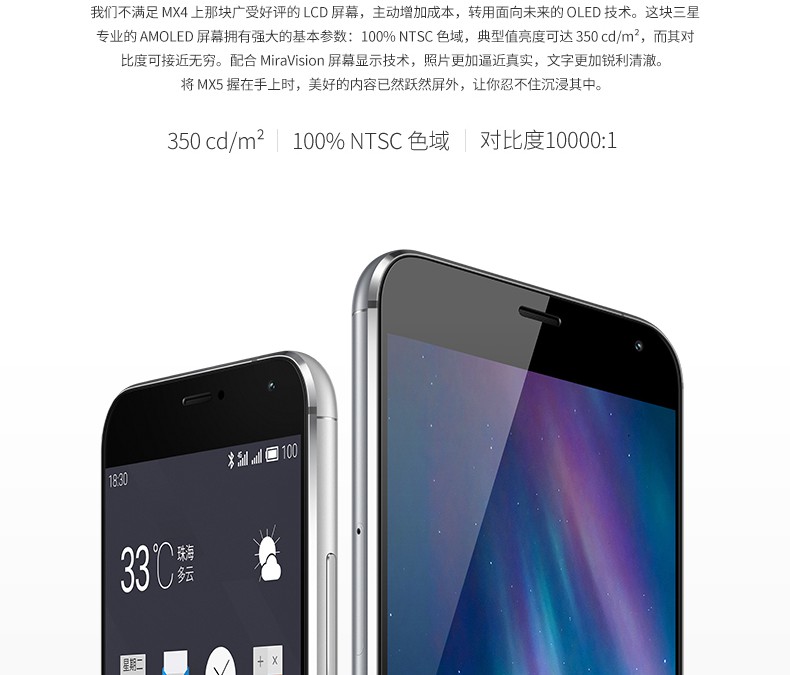 我们不满足 MX4 上那块广受好评的 LCD 屏幕，主动增加成本，转用面向未来的 OLED 技术。这块三星
专业的 AMOLED 屏幕拥有强大的基本参数：100% NTSC 色域，典型值亮度可达 350 cd/m²，而其对
比度可接近无穷。配合 MiraVision 屏幕显示技术，照片更加逼近真实，文字更加锐利清澈。
将 MX5 握在手上时，美好的内容已然跃然屏外，让你忍不住沉浸其中。
350 cd/m² | 100% NTSC 色域 | 对比度10000:1
4G 100
18:30
33℃ 珠海
多云
星期二